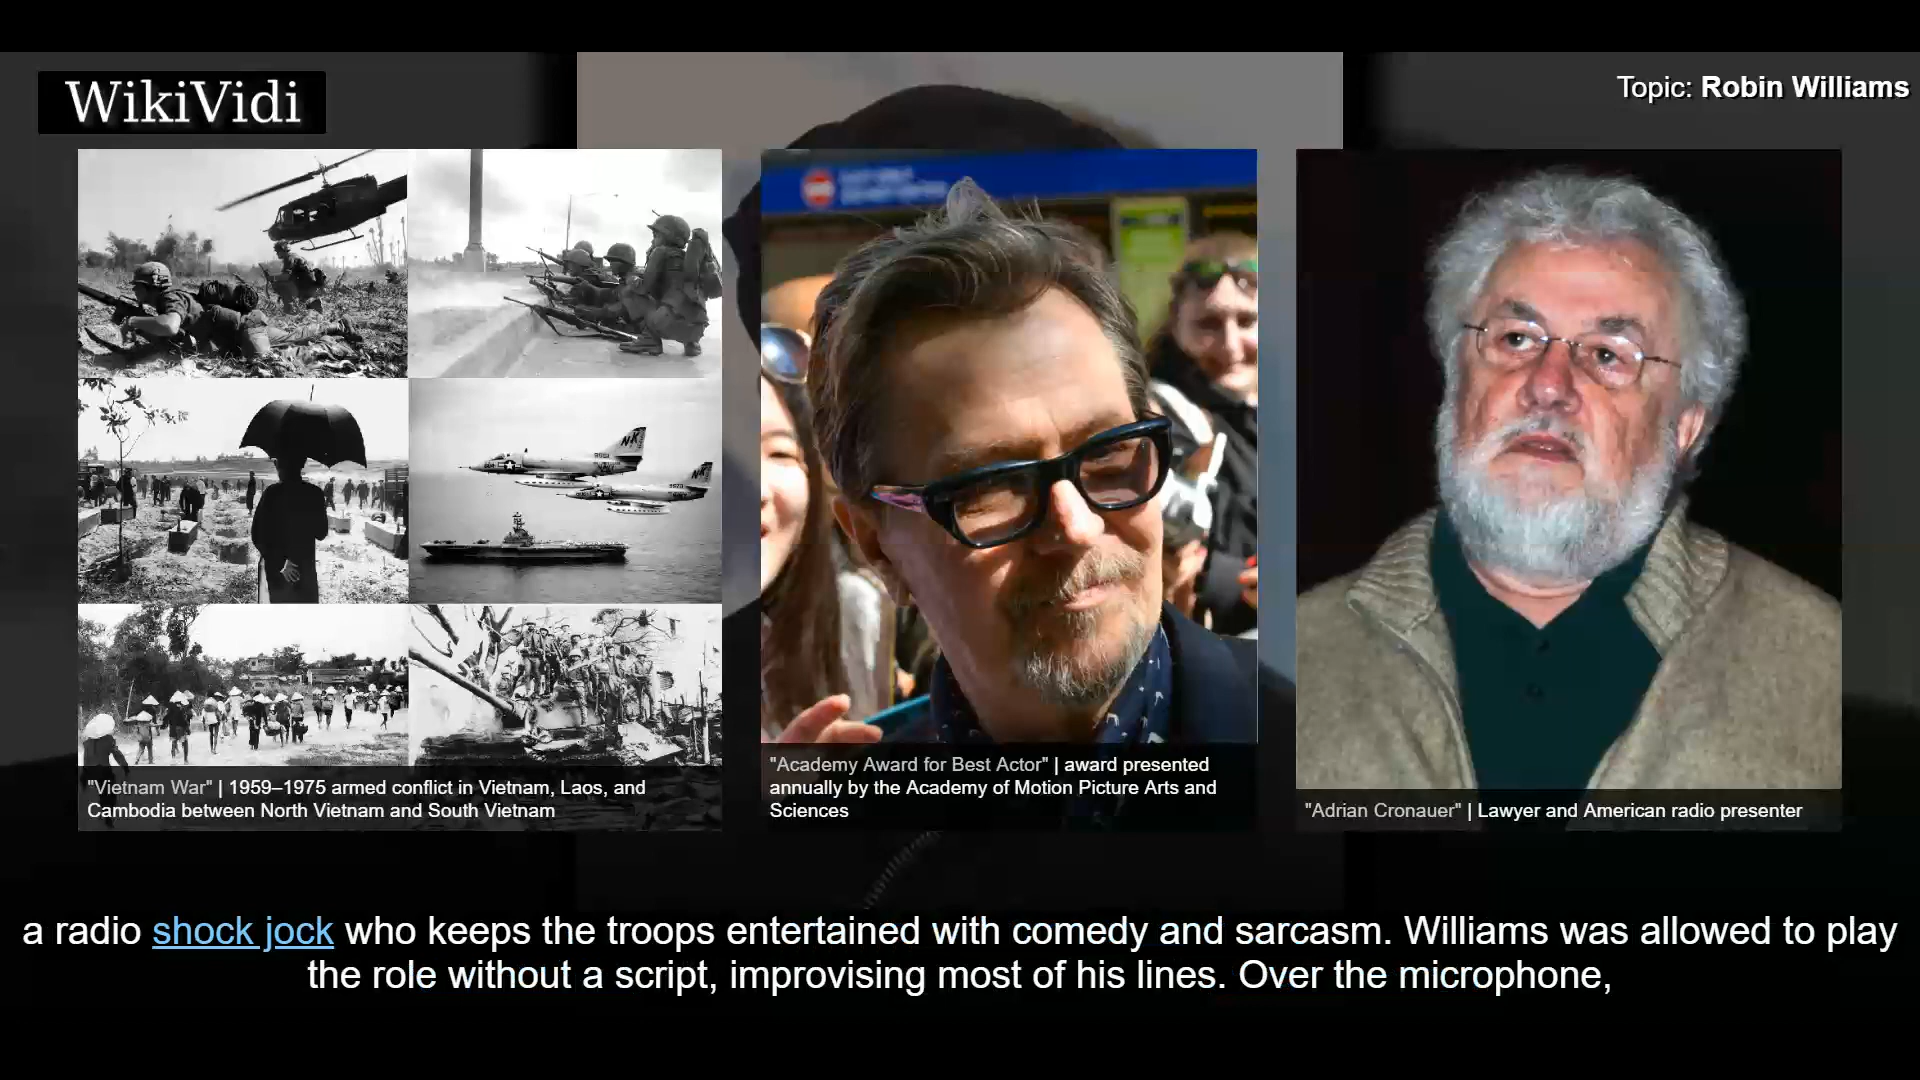 WikiVidi
Topic: Robin Williams
"Vietnam War" | 1959–1975 armed conflict in Vietnam, Laos, and
Cambodia between North Vietnam and South Vietnam
"Academy Award for Best Actor" | award presented
annually by the Academy of Motion Picture Arts and
Sciences
"Adrian Cronauer" | Lawyer and American radio presenter
a radio shock jock who keeps the troops entertained with comedy and sarcasm. Williams was allowed to play
the role without a script, improvising most of his lines. Over the microphone,
NK